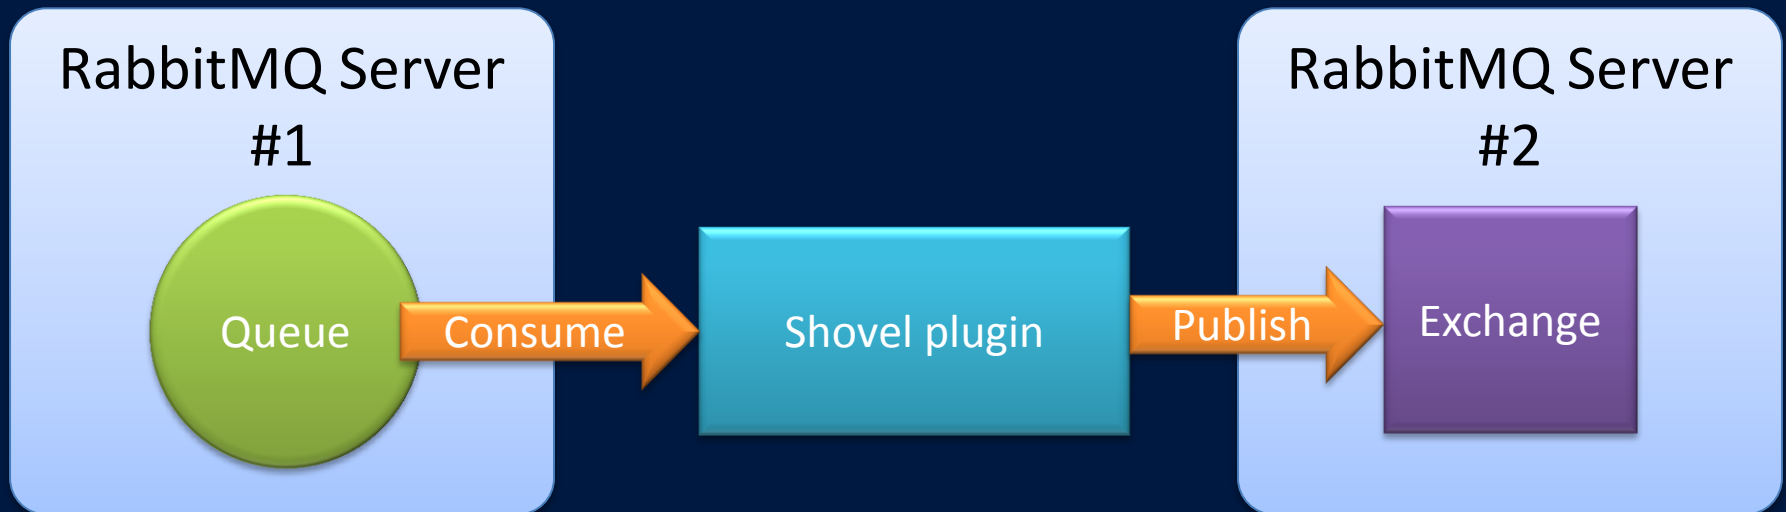 RabbitMQ Server
#1
Queue
Consume
Shovel plugin
Publish
RabbitMQ Server
#2
Exchange